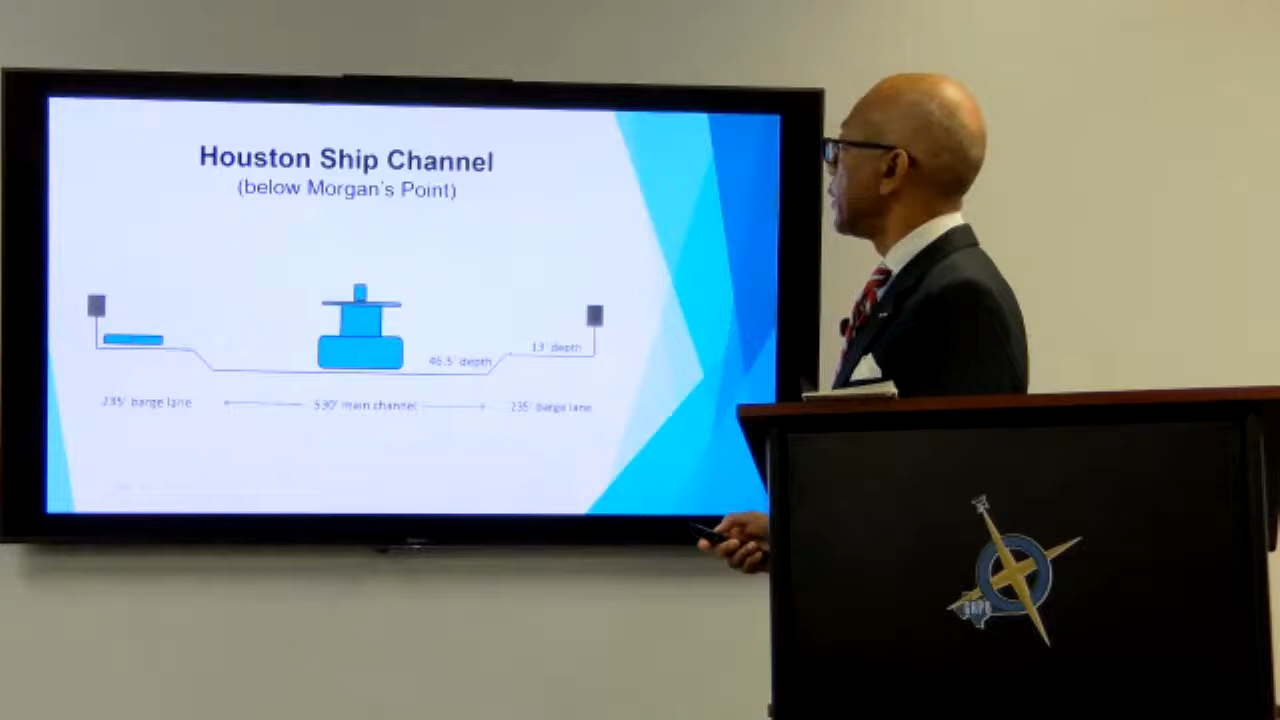 Houston Ship Channel
(below Morgan's Point)
46.5' depth
13' depth
235' barge lane
530' main channel
235' barge lane